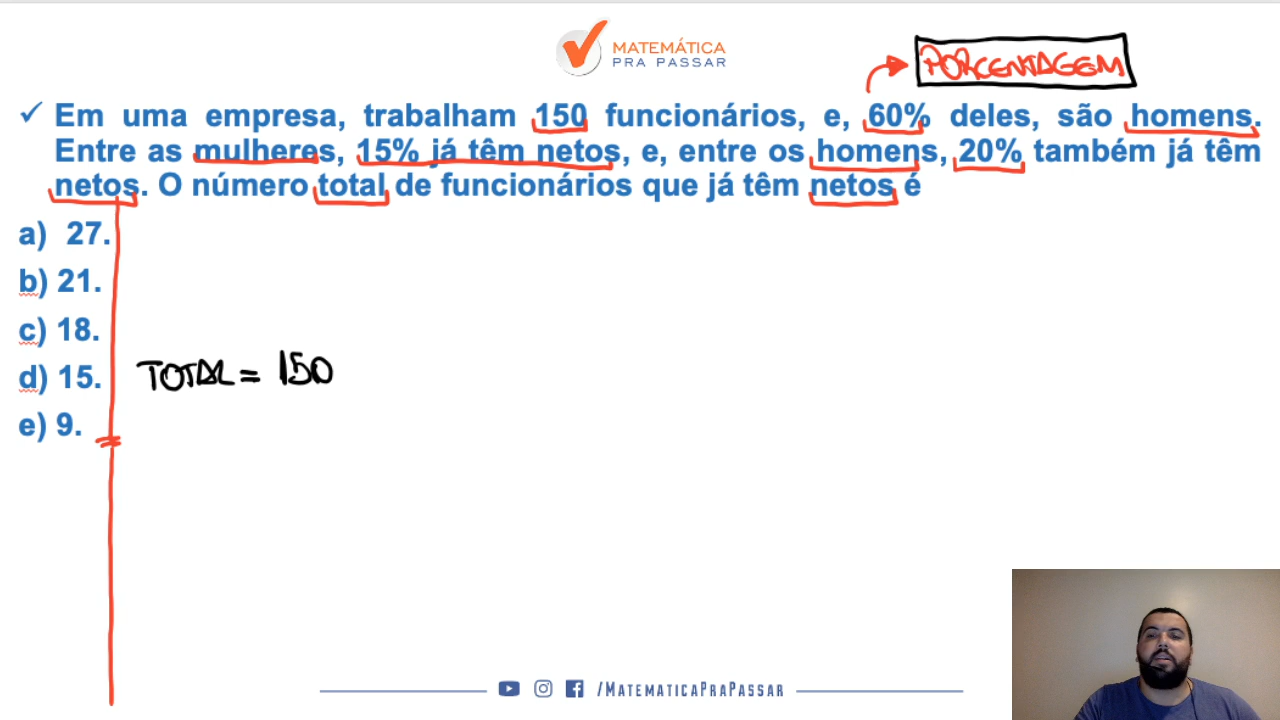 MATEMÁTICA
PRA PASSAR
PORCENTAGEM
✓ Em uma empresa, trabalham 150 funcionários, e, 60% deles, são homens.
Entre as mulheres, 15% já têm netos, e, entre os homens, 20% também já têm
netos. O número total de funcionários que já têm netos é
a) 27.
b) 21.
c) 18.
d) 15.
e) 9.
TOTAL = 150
/MATEMATICAPRAPASSAR